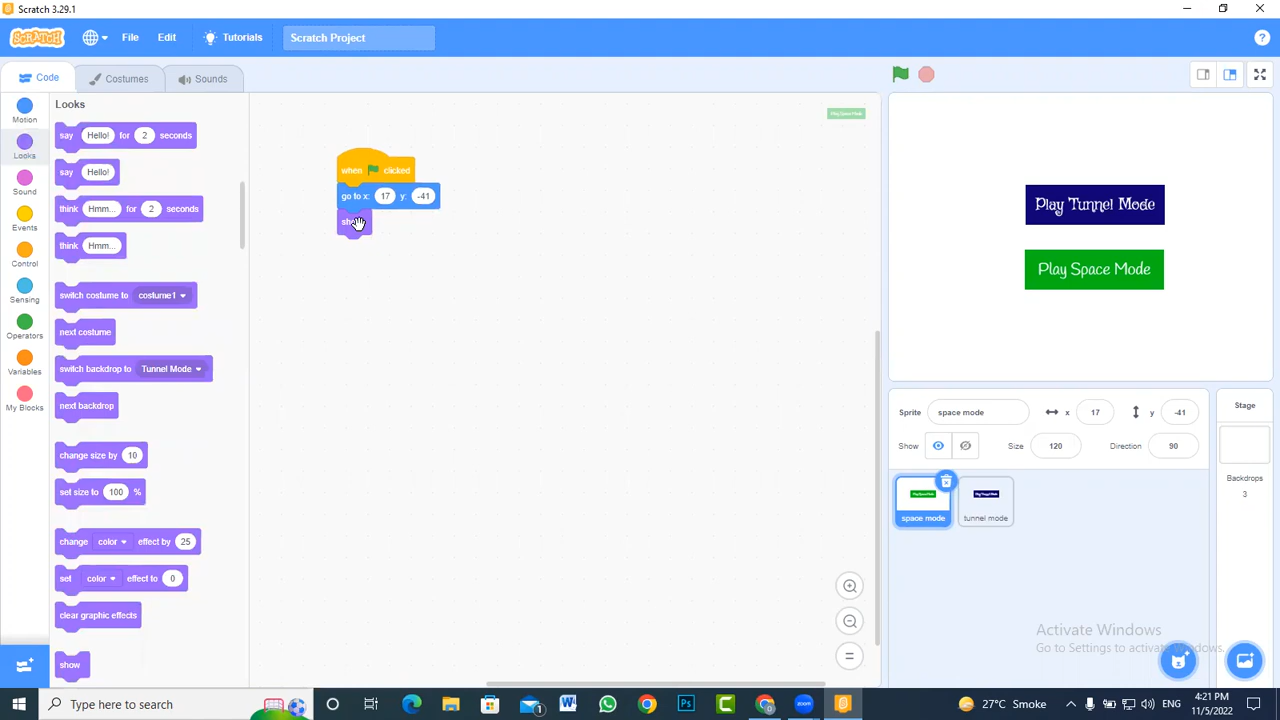 Scratch 3.29.1
SCRATCH
File
Edit
Tutorials
Scratch Project
?
Code
Costumes
Sounds
Motion
Looks
Sound
Events
Control
Sensing
Operators
Variables
My Blocks
Looks
say Hello! for 2 seconds
say Hello!
think Hmm... for 2 seconds
think Hmm...
switch costume to costume1
next costume
switch backdrop to Tunnel Mode
next backdrop
change size by 10
set size to 100 %
change color effect by 25
set color effect to 0
clear graphic effects
show
when clicked
go to x: 17 y: -41
Play Space Mode
Play Tunnel Mode
Play Space Mode
Sprite space mode x 17 y -41
Show Size 120 Direction 90
space mode
tunnel mode
Stage
Backdrops
3
Activate Windows
Go to Settings to activate Windows.
Type here to search
27°C Smoke
ENG
4:21 PM
11/5/2022